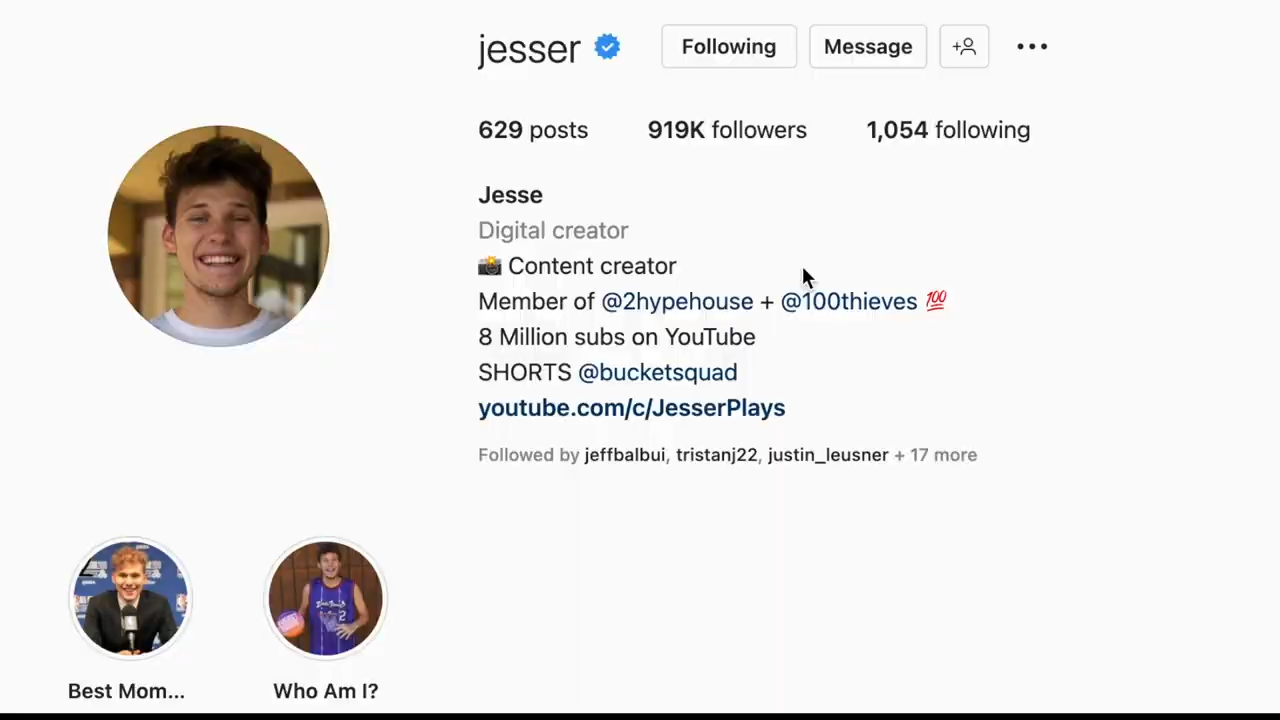 jesser Following Message
629 posts 919K followers 1,054 following
Jesse
Digital creator
📸 Content creator
Member of @2hypehouse + @100thieves 💯
8 Million subs on YouTube
SHORTS @bucketsquad
youtube.com/c/JesserPlays
Followed by jeffbalbui, tristanj22, justin_leusner + 17 more
Best Mom... Who Am I?